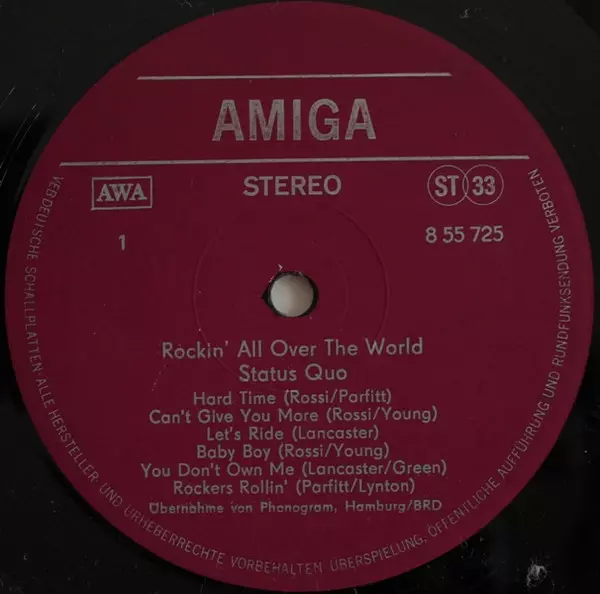 AMIGA
AWA
STEREO
ST 33
1
8 55 725
Rockin' All Over The World
Status Quo
Hard Time (Rossi/Parfitt)
Can't Give You More (Rossi/Young)
Let's Ride (Lancaster)
Baby Boy (Rossi/Young)
You Don't Own Me (Lancaster/Green)
Rockers Rollin' (Parfitt/Lynton)
Übernahme von Phonogram, Hamburg/BRD
VEB DEUTSCHE SCHALLPLATTEN ALLE HERSTELLER- UND URHEBERRECHTE VORBEHALTEN ÜBERSPIELUNG, ÖFFENTLICHE AUFFÜHRUNG UND RUNDFUNKSENDUNG VERBOTEN